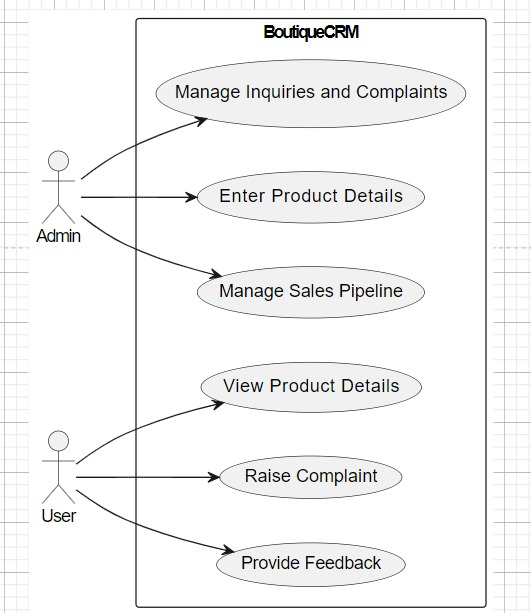 BoutiqueCRM
Manage Inquiries and Complaints
Enter Product Details
Admin
Manage Sales Pipeline
View Product Details
Raise Complaint
User
Provide Feedback